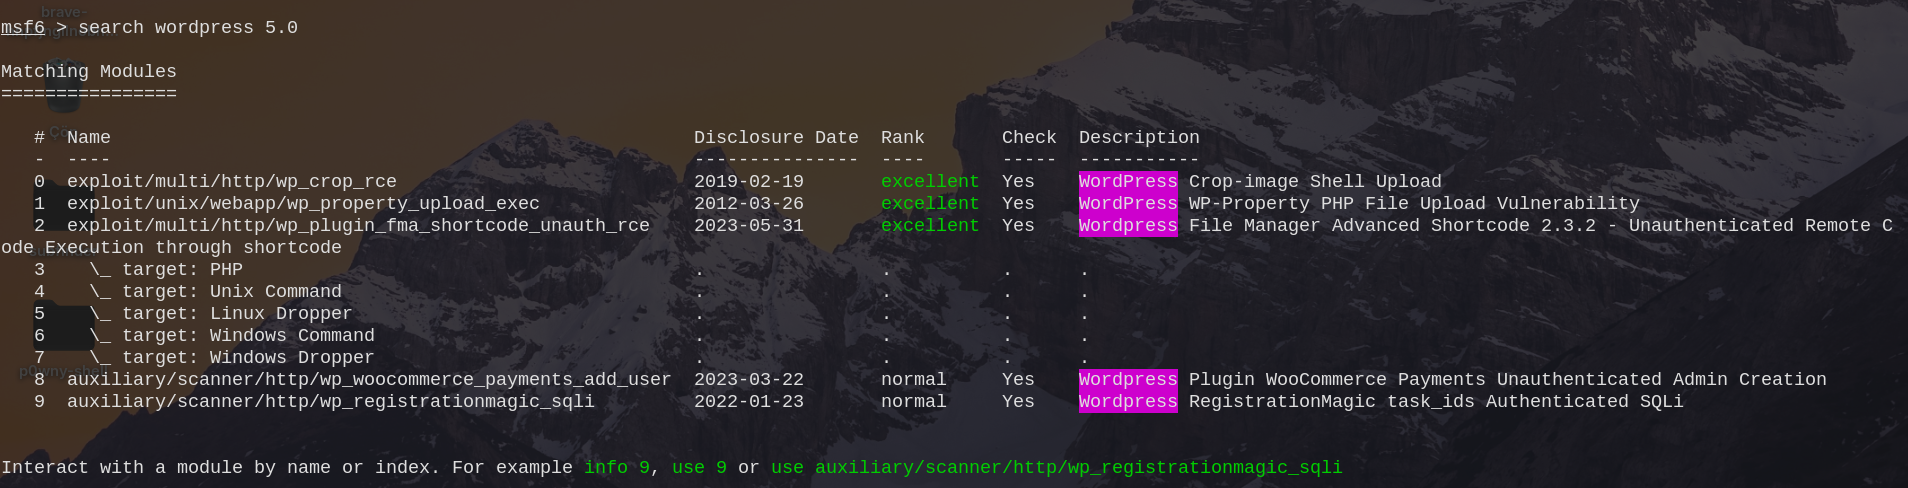 brave-
msf6 > search wordpress 5.0
Matching Modules
================
# Name Disclosure Date Rank Check Description
- ---- --------------- ---- ----- -----------
0 exploit/multi/http/wp_crop_rce 2019-02-19 excellent Yes WordPress Crop-image Shell Upload
1 exploit/unix/webapp/wp_property_upload_exec 2012-03-26 excellent Yes WordPress WP-Property PHP File Upload Vulnerability
2 exploit/multi/http/wp_plugin_fma_shortcode_unauth_rce 2023-05-31 excellent Yes Wordpress File Manager Advanced Shortcode 2.3.2 - Unauthenticated Remote C
ode Execution through shortcode
3 \_ target: PHP . . . .
4 \_ target: Unix Command . . . .
5 \_ target: Linux Dropper . . . .
6 \_ target: Windows Command . . . .
7 \_ target: Windows Dropper . . . .
p0wny-shell
8 auxiliary/scanner/http/wp_woocommerce_payments_add_user 2023-03-22 normal Yes Wordpress Plugin WooCommerce Payments Unauthenticated Admin Creation
9 auxiliary/scanner/http/wp_registrationmagic_sqli 2022-01-23 normal Yes Wordpress RegistrationMagic task_ids Authenticated SQLi
Interact with a module by name or index. For example info 9, use 9 or use auxiliary/scanner/http/wp_registrationmagic_sqli